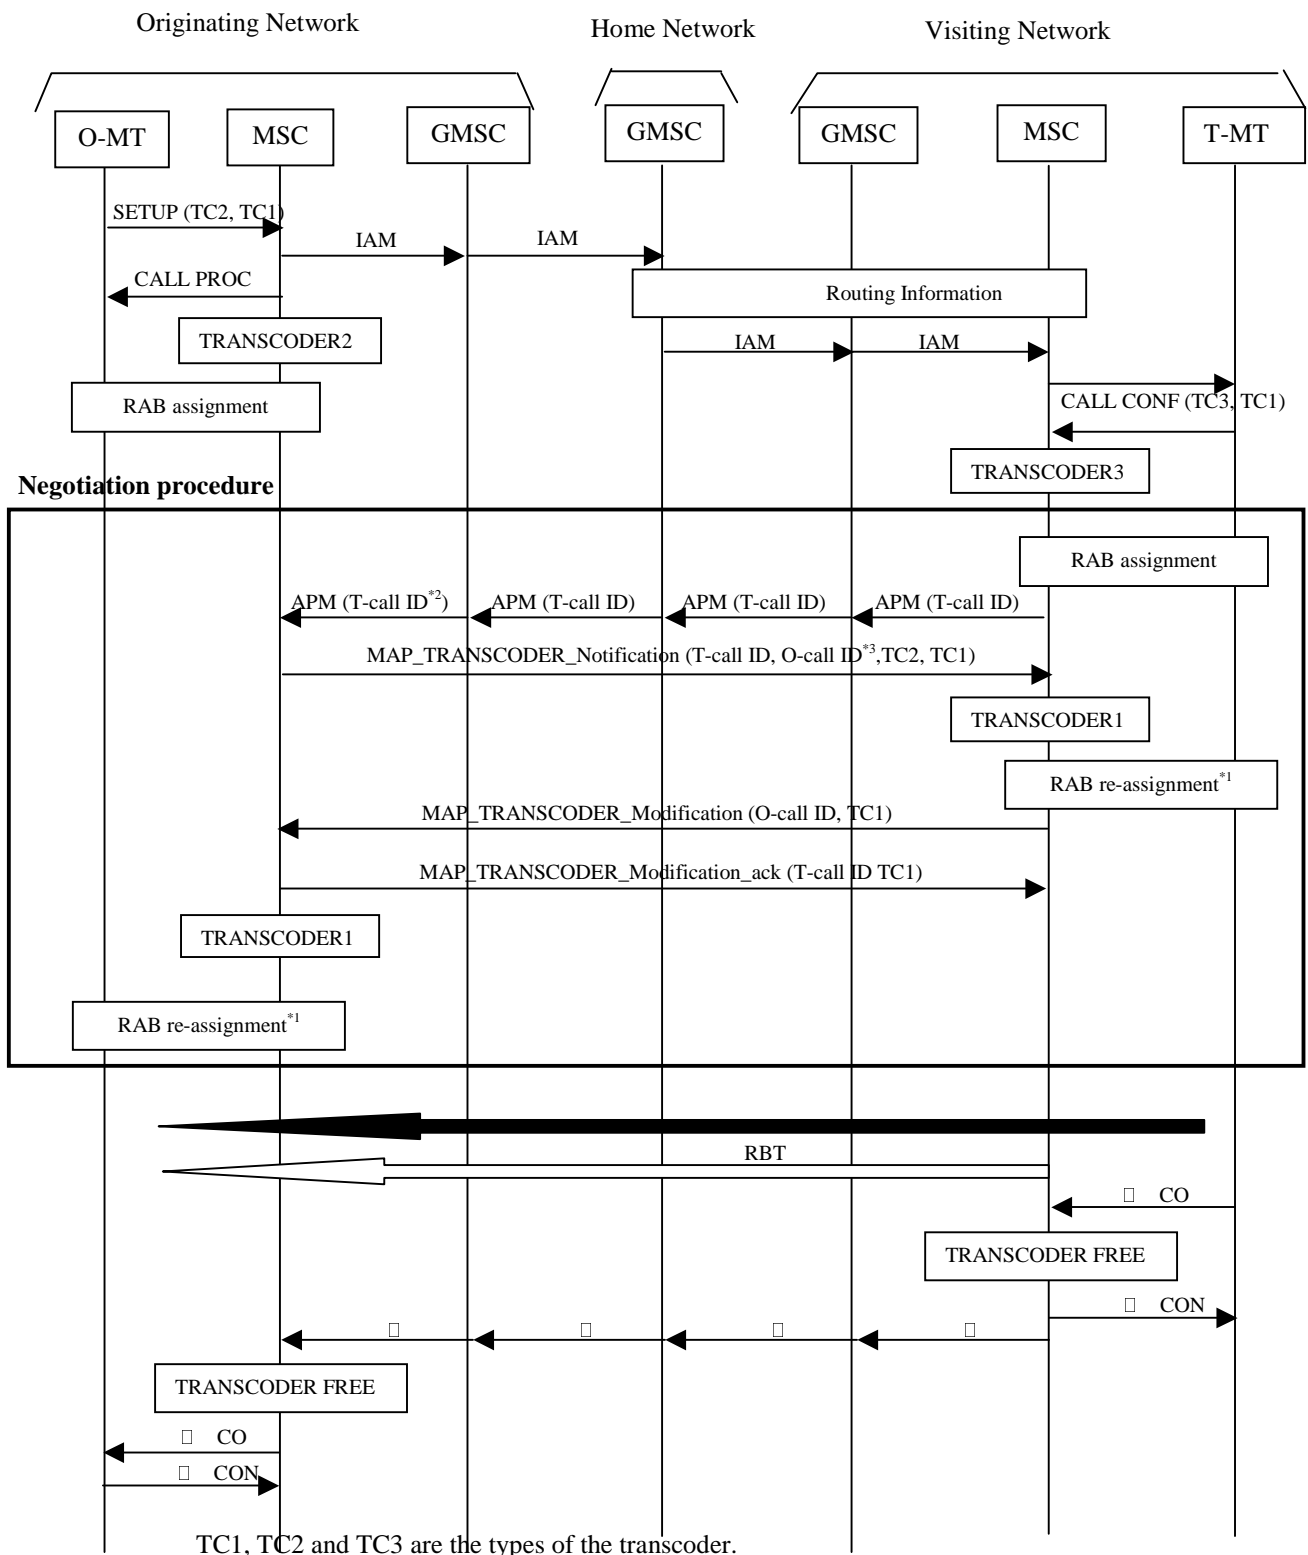 Originating Network
Home Network
Visiting Network
O-MT
MSC
GMSC
GMSC
GMSC
MSC
T-MT
SETUP (TC2, TC1)
IAM
IAM
CALL PROC
Routing Information
TRANSCODER2
IAM
IAM
RAB assignment
CALL CONF (TC3, TC1)
TRANSCODER3
Negotiation procedure
RAB assignment
APM (T-call ID*2)
APM (T-call ID)
APM (T-call ID)
APM (T-call ID)
MAP_TRANSCODER_Notification (T-call ID, O-call ID*3,TC2, TC1)
TRANSCODER1
RAB re-assignment*1
MAP_TRANSCODER_Modification (O-call ID, TC1)
MAP_TRANSCODER_Modification_ack (T-call ID TC1)
TRANSCODER1
RAB re-assignment*1
RBT
CO
TRANSCODER FREE
CON
TRANSCODER FREE
CO
CON
TC1, TC2 and TC3 are the types of the transcoder.